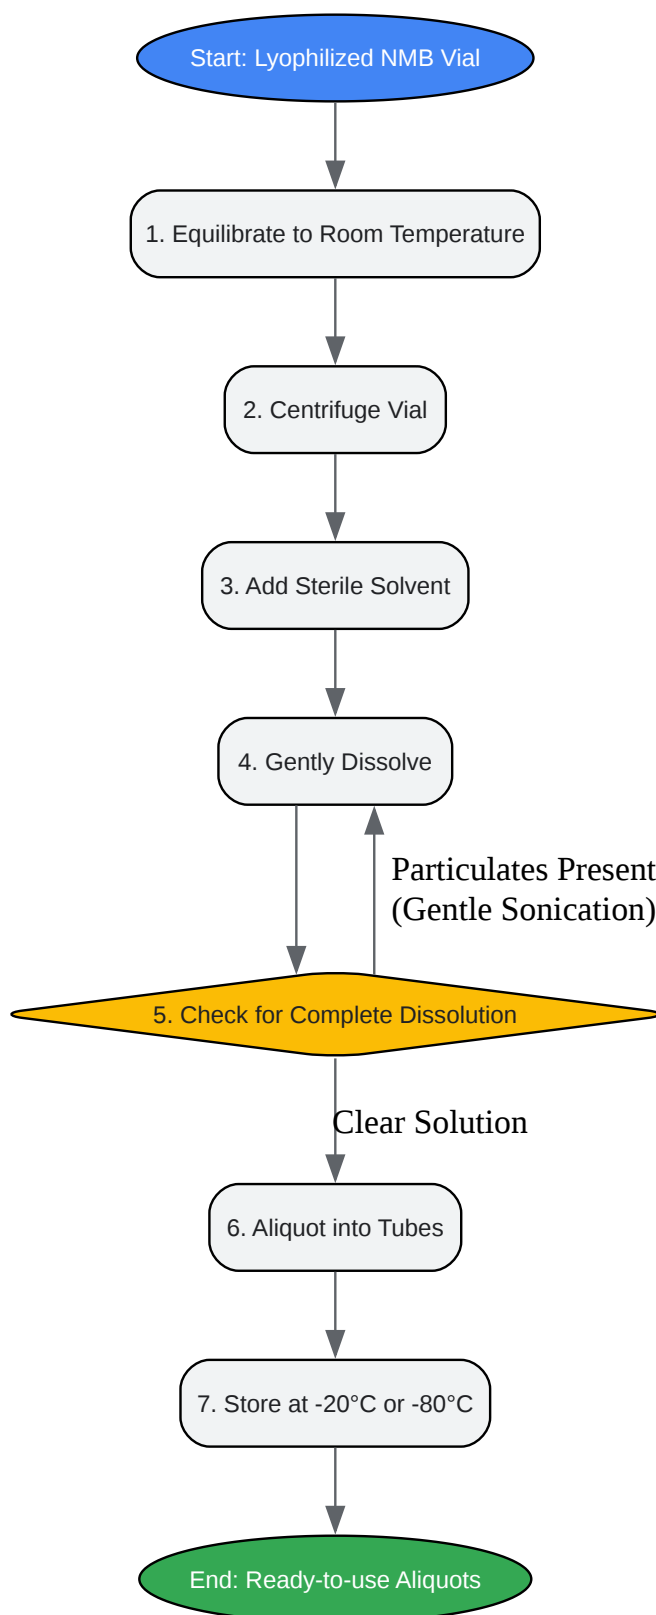 Start: Lyophilized NMB Vial
1. Equilibrate to Room Temperature
2. Centrifuge Vial
3. Add Sterile Solvent
4. Gently Dissolve
Particulates Present
(Gentle Sonication)
5. Check for Complete Dissolution
Clear Solution
6. Aliquot into Tubes
7. Store at -20°C or -80°C
End: Ready-to-use Aliquots